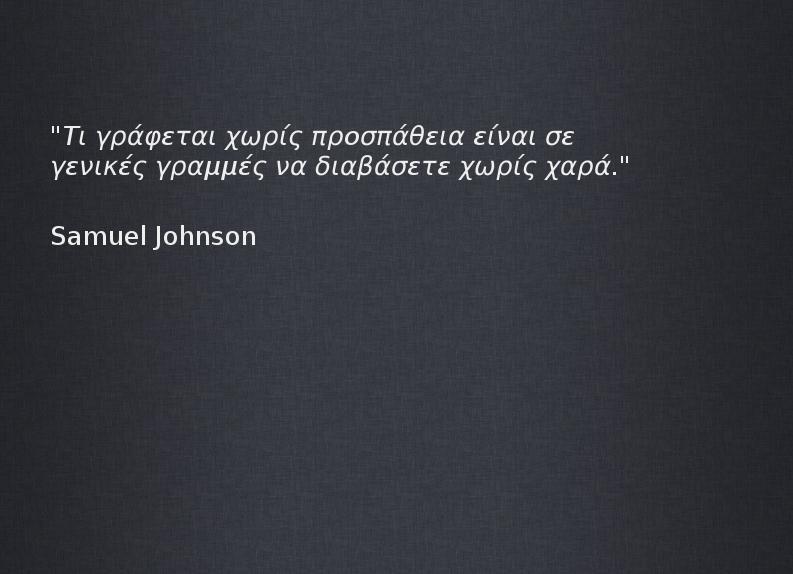 "Τι γράφεται χωρίς προσπάθεια είναι σε
γενικές γραμμές να διαβάσετε χωρίς χαρά."
Samuel Johnson